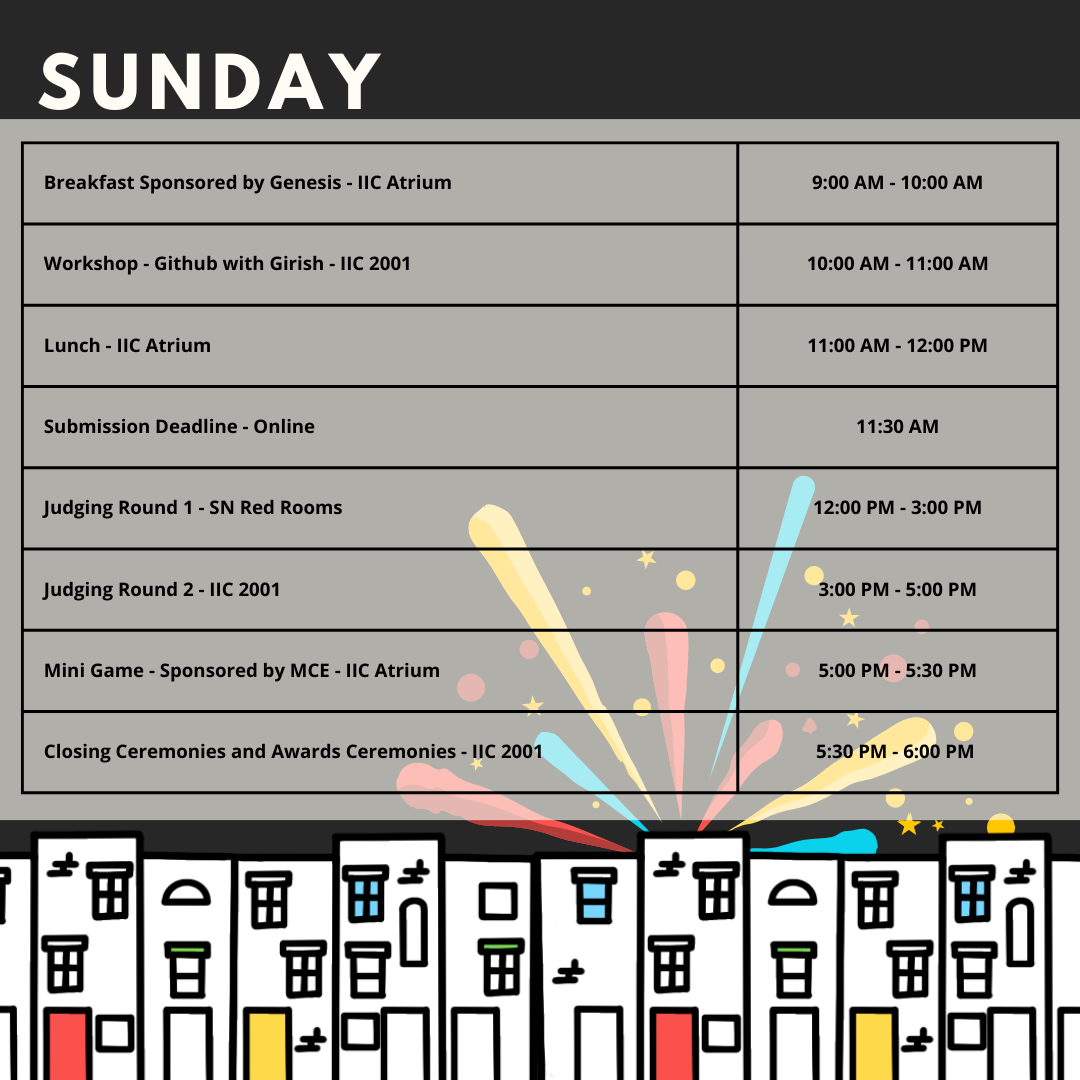 SUNDAY
Breakfast Sponsored by Genesis - IIC Atrium 9:00 AM - 10:00 AM
Workshop - Github with Girish - IIC 2001 10:00 AM - 11:00 AM
Lunch - IIC Atrium 11:00 AM - 12:00 PM
Submission Deadline - Online 11:30 AM
Judging Round 1 - SN Red Rooms 12:00 PM - 3:00 PM
Judging Round 2 - IIC 2001 3:00 PM - 5:00 PM
Mini Game - Sponsored by MCE - IIC Atrium 5:00 PM - 5:30 PM
Closing Ceremonies and Awards Ceremonies - IIC 2001 5:30 PM - 6:00 PM